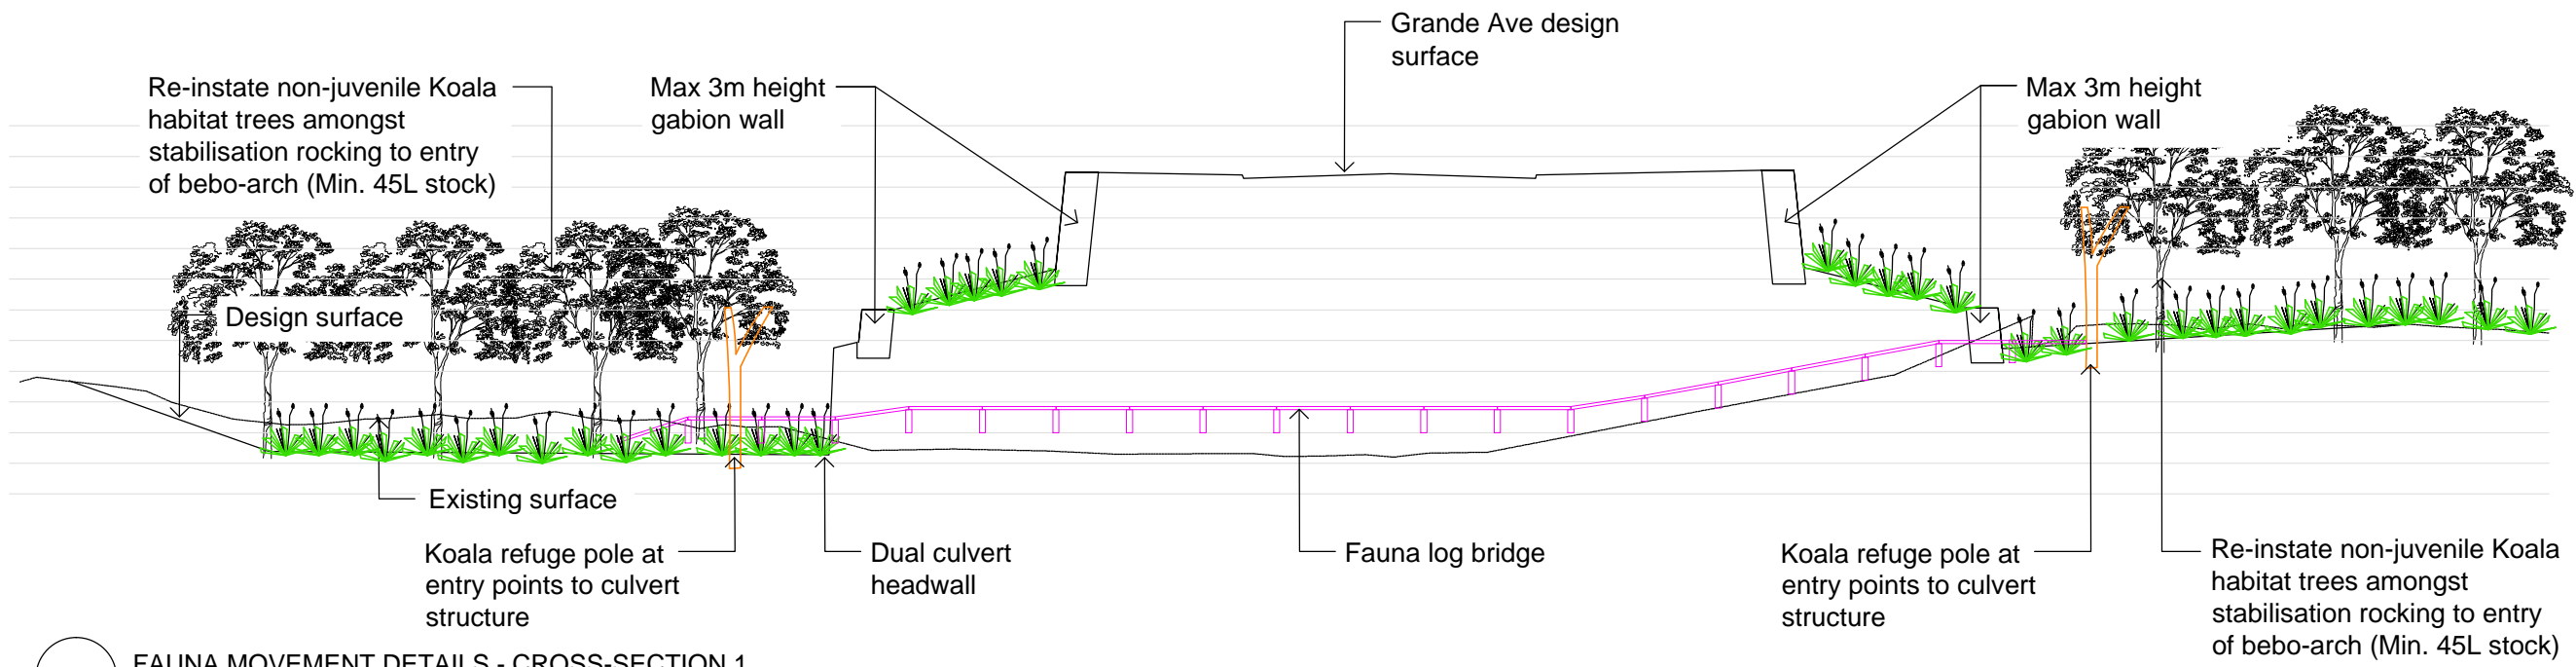 Grande Ave design
surface
Re-instate non-juvenile Koala
habitat trees amongst
stabilisation rocking to entry
of bebo-arch (Min. 45L stock)
Max 3m height
gabion wall
Max 3m height
gabion wall
Design surface
Existing surface
Koala refuge pole at
entry points to culvert
structure
Dual culvert
headwall
Fauna log bridge
Koala refuge pole at
entry points to culvert
structure
Re-instate non-juvenile Koala
habitat trees amongst
stabilisation rocking to entry
of bebo-arch (Min. 45L stock)
FAUNA MOVEMENT DETAILS - CROSS-SECTION 1